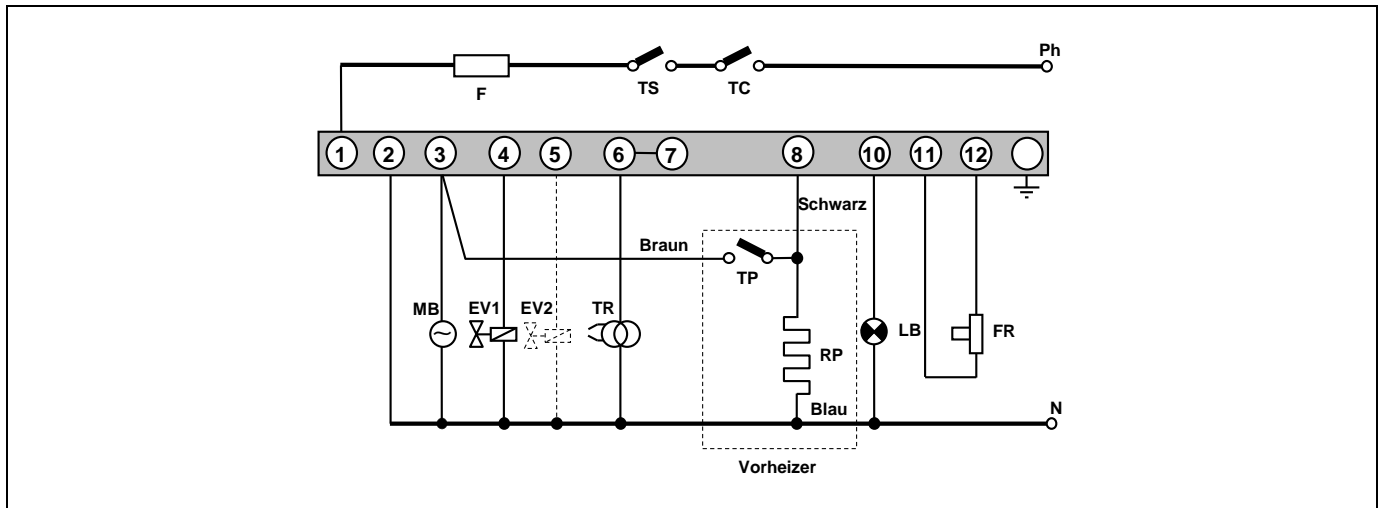 Ph
F
TS
TC
1 2 3 4 5 6 7 8 10 11 12
Schwarz
Braun
TP
MB
EV1
EV2
TR
LB
FR
RP
Blau
N
Vorheizer